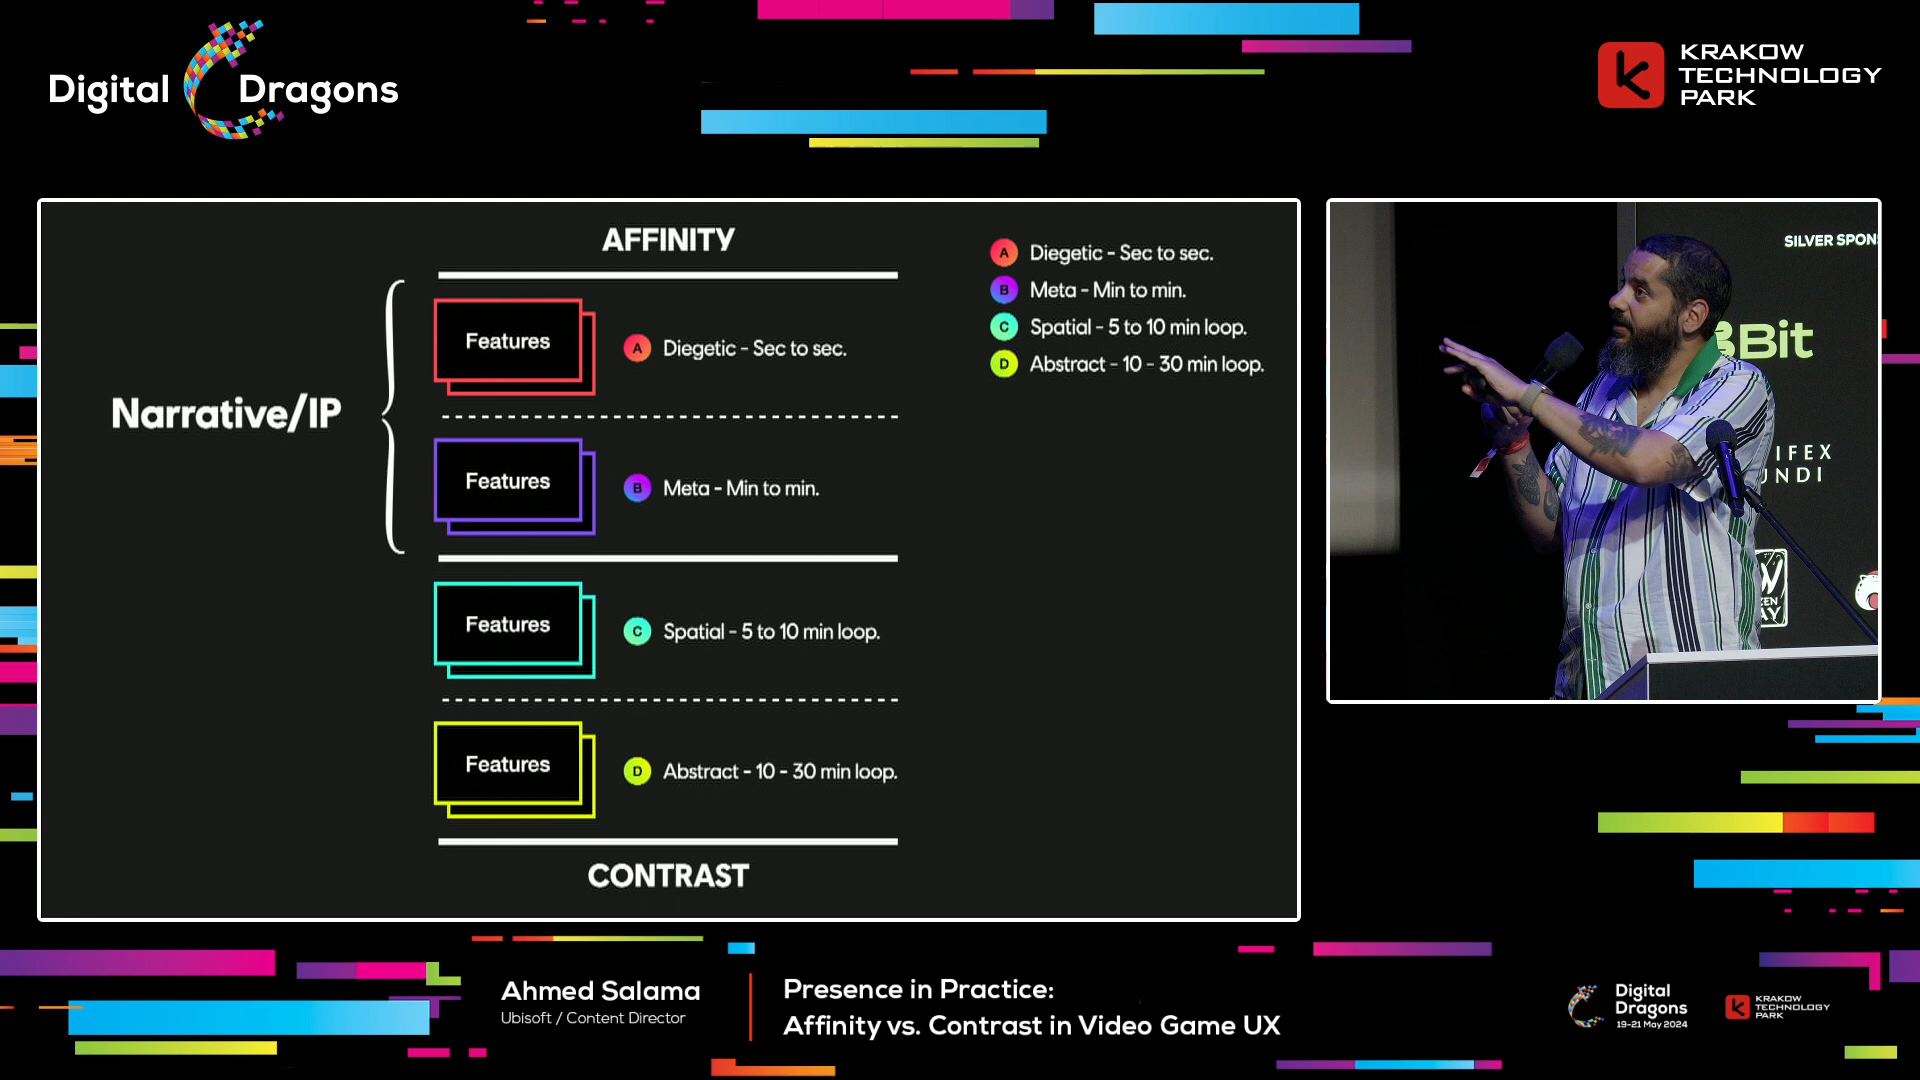 Digital Dragons
KRAKOW
TECHNOLOGY
PARK
AFFINITY
Narrative/IP
Features
A Diegetic - Sec to sec.
Features
B Meta - Min to min.
Features
C Spatial - 5 to 10 min loop.
Features
D Abstract - 10 - 30 min loop.
CONTRAST
A Diegetic - Sec to sec.
B Meta - Min to min.
C Spatial - 5 to 10 min loop.
D Abstract - 10 - 30 min loop.
SILVER SPON
Bit
IFEX
UNDI
Ahmed Salama
Ubisoft / Content Director
Presence in Practice:
Affinity vs. Contrast in Video Game UX
Digital
Dragons
19-21 May 2024
KRAKOW
TECHNOLOGY
PARK